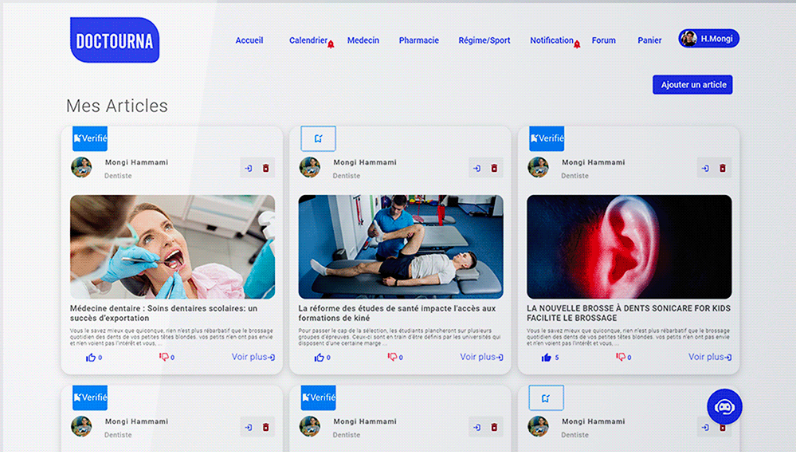 DOCTOURNA
Accueil Calendrier Medecin Pharmacie Régime/Sport Notification Forum Panier H.Mongi
Ajouter un article
Mes Articles
Verifié Verifié
Mongi Hammami Mongi Hammami Mongi Hammami
Dentiste Dentiste Dentiste
Médecine dentaire : Soins dentaires scolaires: un
succès d'exportation
Vous le savez mieux que quiconque, rien n'est plus rébarbatif que le brossage
quotidien des dents de vos petites têtes blondes. vos petits n'en ont pas envie
et n'en voient pas l'intérêt et vous, ...
0 0 Voir plus
La réforme des études de santé impacte l'accès aux
formations de kiné
Pour passer le cap de la sélection, les étudiants plancheront sur plusieurs
groupes d'épreuves. Ceux-ci sont en train d'être définis par les universités qui
disposent d'une certaine marge ...
0 0 Voir plus
LA NOUVELLE BROSSE À DENTS SONICARE FOR KIDS
FACILITE LE BROSSAGE
Vous le savez mieux que quiconque, rien n'est plus rébarbatif que le brossage
quotidien des dents de vos petites têtes blondes. vos petits n'en ont pas envie
et n'en voient pas l'intérêt et vous, ...
5 0 Voir plus
Verifié Verifié
Mongi Hammami Mongi Hammami Mongi Hammami
Dentiste Dentiste Dentiste